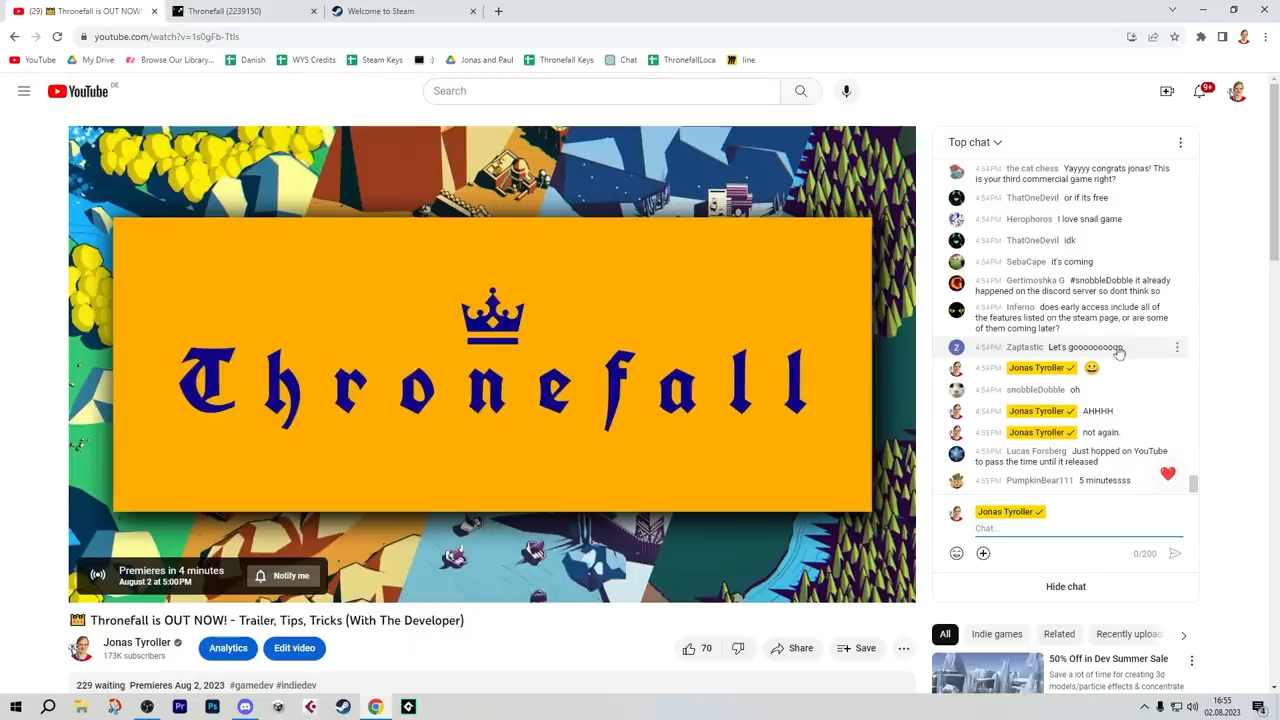 (29) 👑 Thronefall is OUT NOW!
Thronefall (2239150)
Welcome to Steam
youtube.com/watch?v=1s0gFb-Ttls
YouTube
My Drive
Browse Our Library...
Danish
WYS Credits
Steam Keys
:)
Jonas and Paul
Thronefall Keys
Chat
ThronefallLoca
line
YouTube DE
Search
9+
Thronefall
Premieres in 4 minutes
August 2 at 5:00 PM
Notify me
👑 Thronefall is OUT NOW! - Trailer, Tips, Tricks (With The Developer)
Jonas Tyroller
173K subscribers
Analytics
Edit video
70
Share
Save
229 waiting Premieres Aug 2, 2023 #gamedev #indiedev
Top chat
4:54 PM the cat chess Yayyyy congrats jonas! This
is your third commercial game right?
4:54 PM ThatOneDevil or if its free
4:54 PM Herophoros I love snail game
4:54 PM ThatOneDevil idk
4:54 PM SebaCape it's coming
4:54 PM Gertimoshka G #snobbleDobble it already
happened on the discord server so dont think so
4:54 PM Inferno does early access include all of
the features listed on the steam page, or are some
of them coming later?
4:54 PM Zaptastic Let's gooooooooon
4:54 PM Jonas Tyroller 😀
4:54 PM snobbleDobble oh
4:54 PM Jonas Tyroller AHHHH
4:55 PM Jonas Tyroller not again.
4:55 PM Lucas Forsberg Just hopped on YouTube
to pass the time until it released
4:55 PM PumpkinBear111 5 minutessss
Jonas Tyroller
Chat...
0/200
Hide chat
All
Indie games
Related
Recently uploa
50% Off in Dev Summer Sale
Save a lot of time for creating 3d
models/particle effects & concentrate
16:55
02.08.2023
4